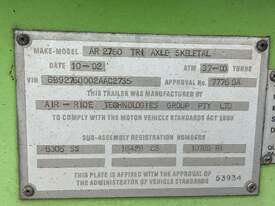 MAKE-MODEL AR 2760 TRI AXLE SKELETAL
DATE 10-02 ATM TONNE
VIN APPROVAL No.
THIS TRAILER WAS MANUFACTURED BY
AIR-RIDE TECHNOLOGIES GROUP PTY LTD
TO COMPLY WITH THE MOTOR VEHICLE STANDARDS ACT 1989
SUB-ASSEMBLY REGISTRATION NUMBERS
THIS PLATE IS AFFIXED WITH THE APPROVAL OF
THE ADMINISTRATOR OF VEHICLE STANDARDS 53934